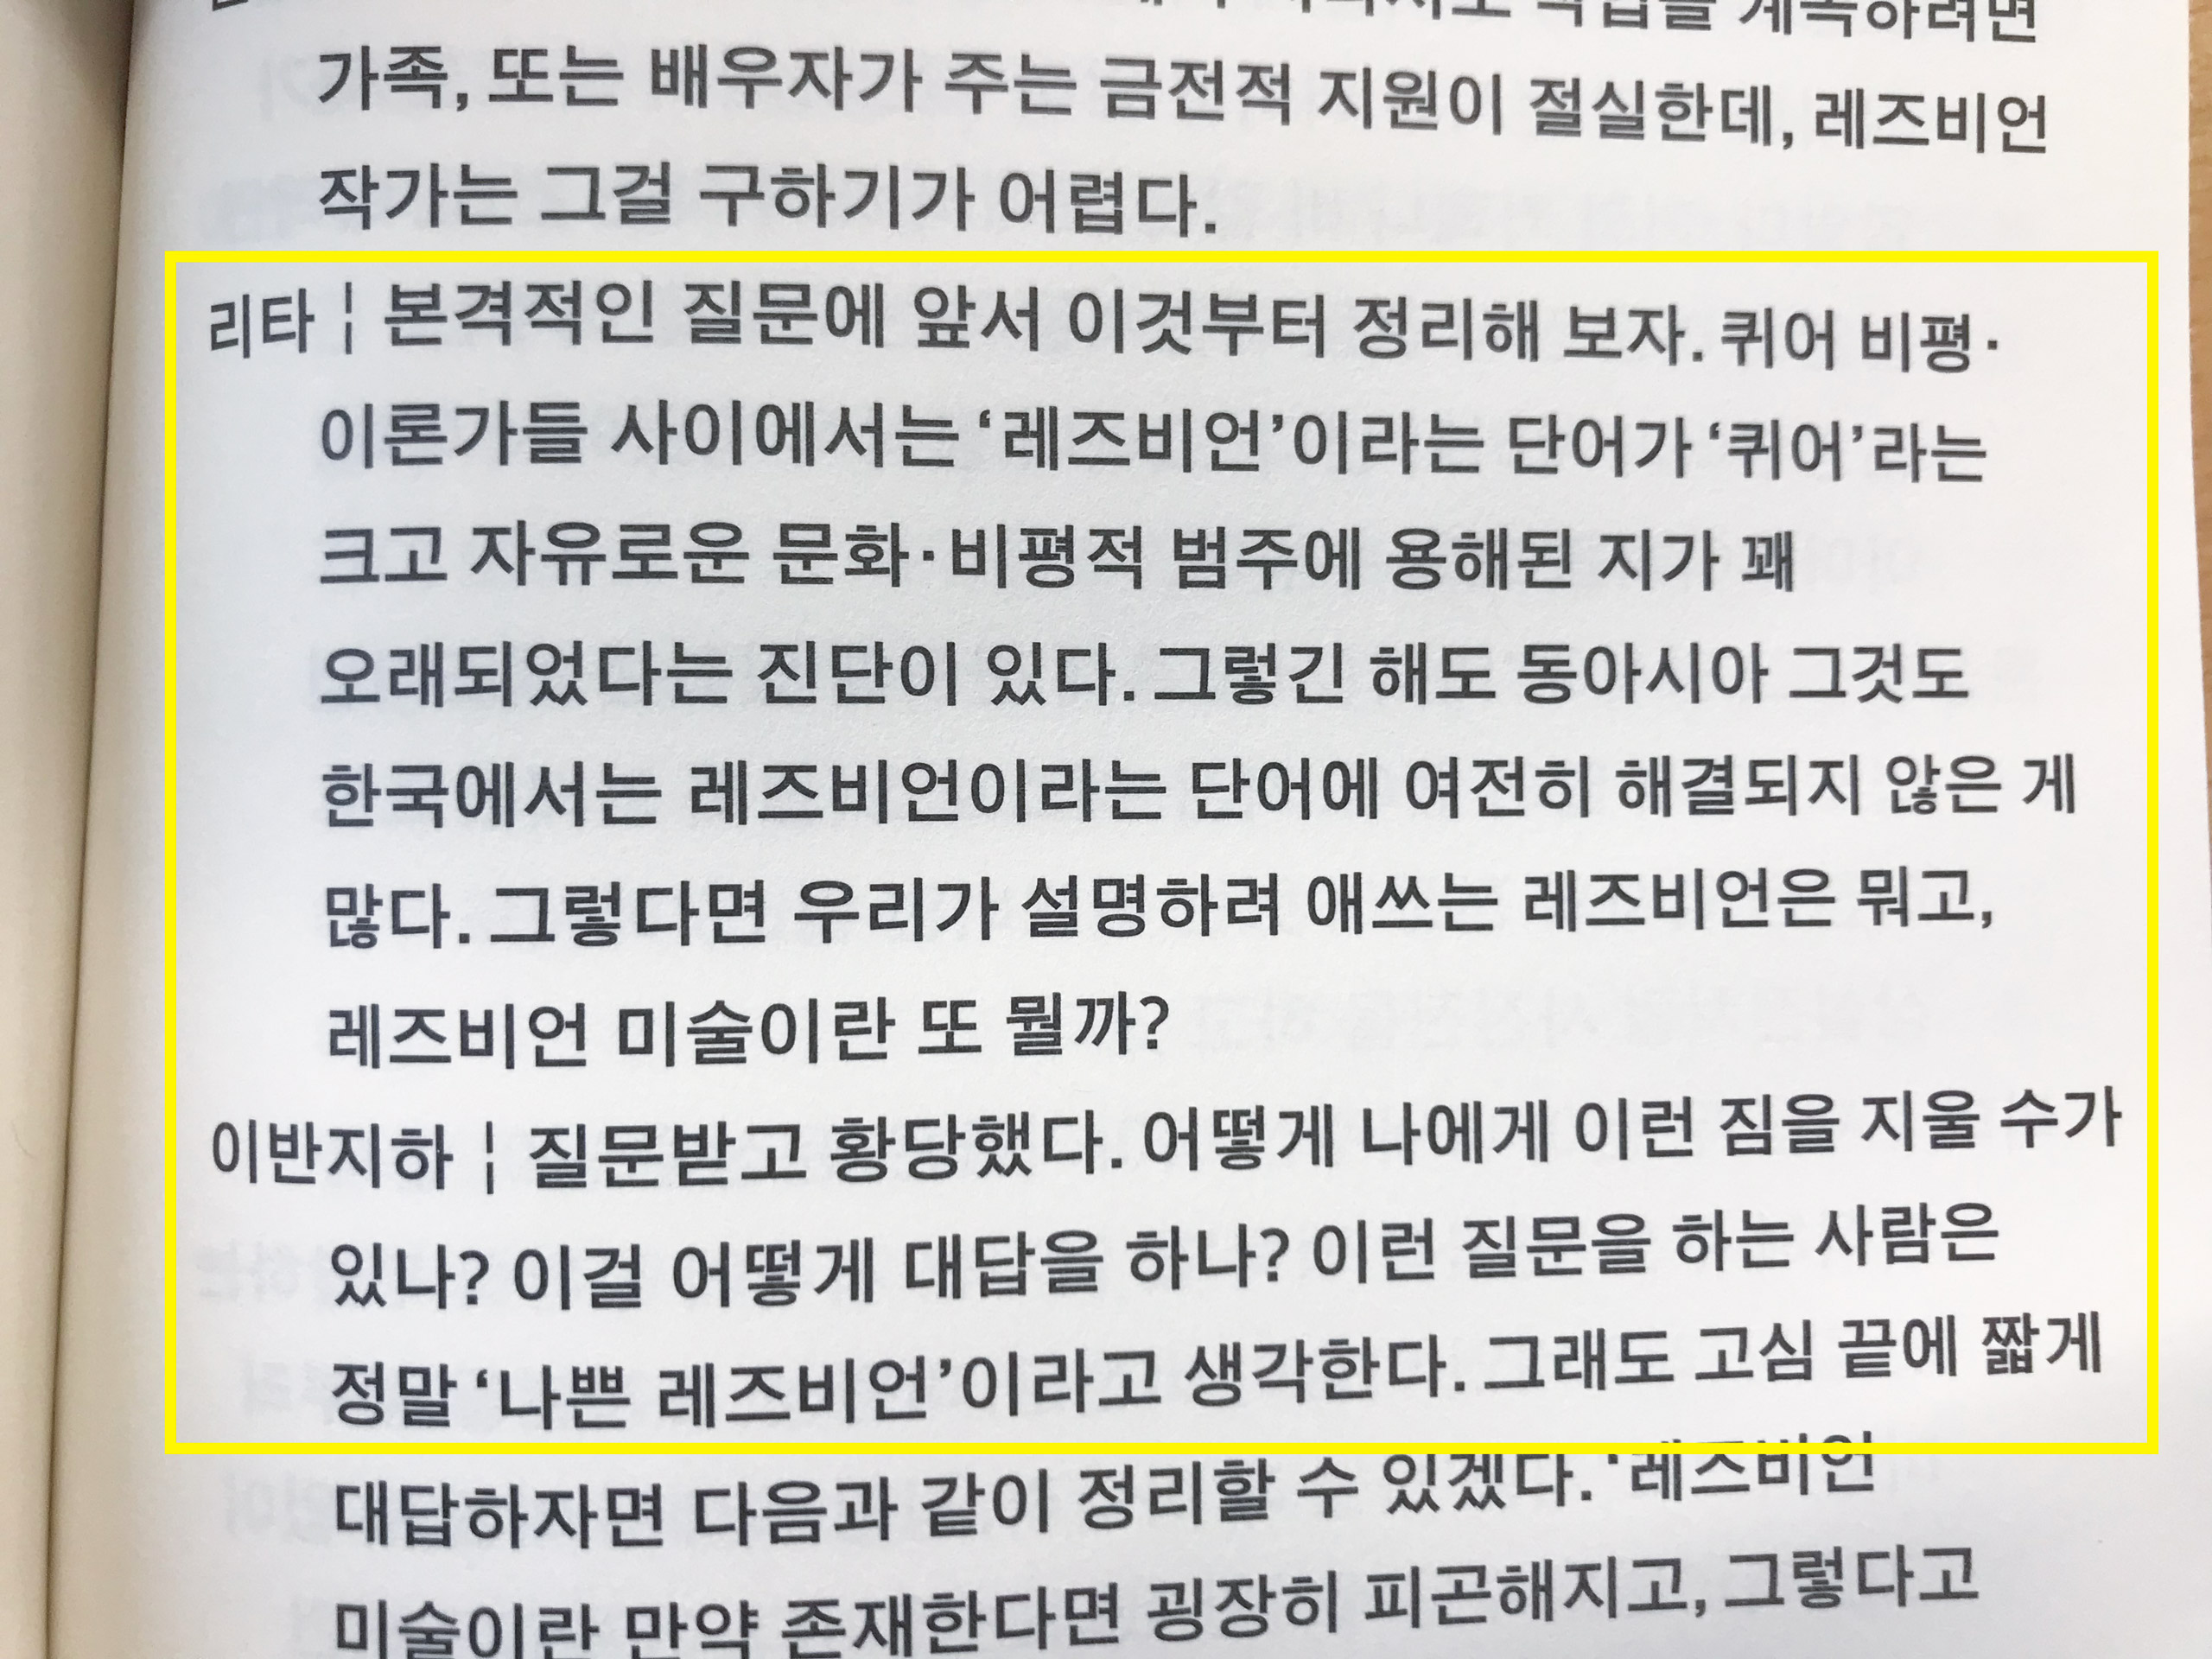 작업을 계속하려면
가족, 또는 배우자가 주는 금전적 지원이 절실한데, 레즈비언
작가는 그걸 구하기가 어렵다.
리타 ¦ 본격적인 질문에 앞서 이것부터 정리해 보자. 퀴어 비평·
이론가들 사이에서는 ‘레즈비언’이라는 단어가 ‘퀴어’라는
크고 자유로운 문화·비평적 범주에 용해된 지가 꽤
오래되었다는 진단이 있다. 그렇긴 해도 동아시아 그것도
한국에서는 레즈비언이라는 단어에 여전히 해결되지 않은 게
많다. 그렇다면 우리가 설명하려 애쓰는 레즈비언은 뭐고,
레즈비언 미술이란 또 뭘까?
이반지하 ¦ 질문받고 황당했다. 어떻게 나에게 이런 짐을 지울 수가
있나? 이걸 어떻게 대답을 하나? 이런 질문을 하는 사람은
정말 ‘나쁜 레즈비언’이라고 생각한다. 그래도 고심 끝에 짧게
대답하자면 다음과 같이 정리할 수 있겠다. ‘레즈비언
미술이란 만약 존재한다면 굉장히 피곤해지고, 그렇다고